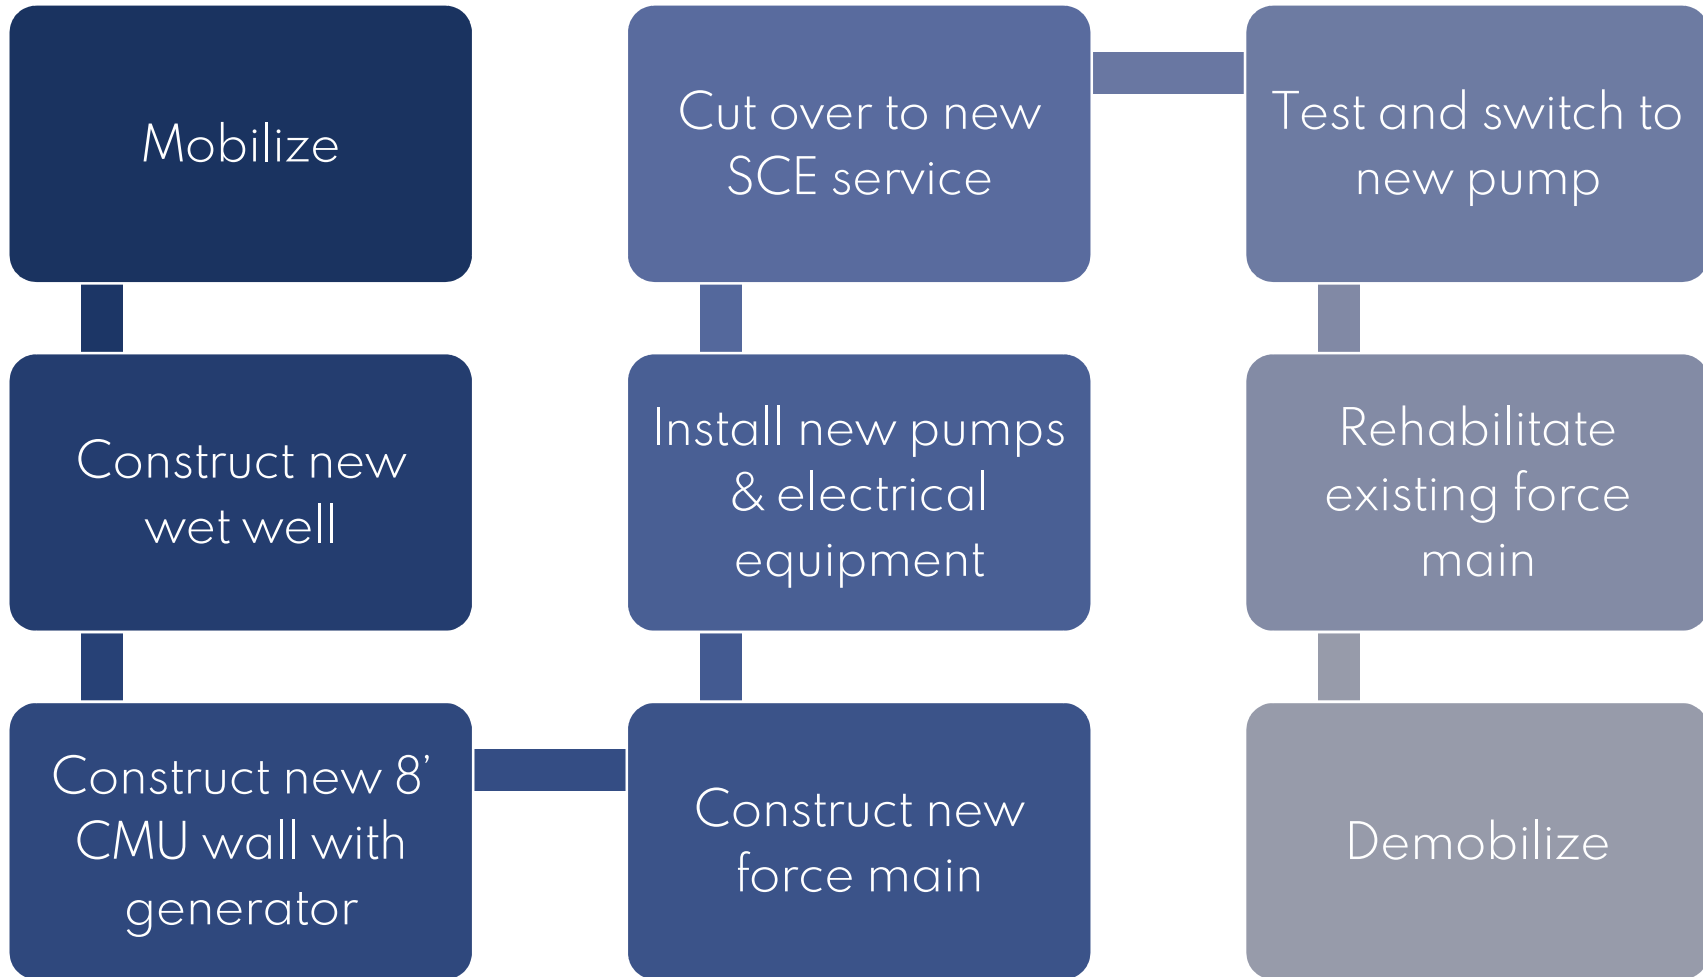 Mobilize
Construct new
wet well
Construct new 8’
CMU wall with
generator
Construct new
force main
Install new pumps
& electrical
equipment
Cut over to new
SCE service
Test and switch to
new pump
Rehabilitate
existing force
main
Demobilize